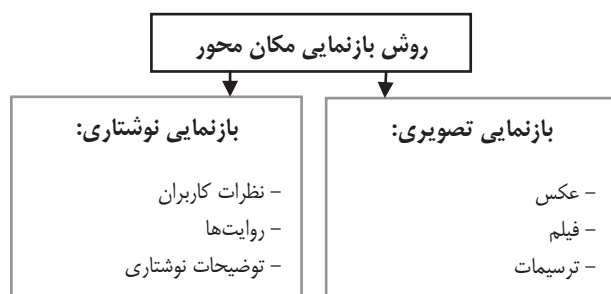 روش بازنمایی مکان محور
بازنمایی تصویری:
- عکس
- فیلم
- ترسیمات
بازنمایی نوشتاری:
- نظرات کاربران
- روایت‌ها
- توضیحات نوشتاری